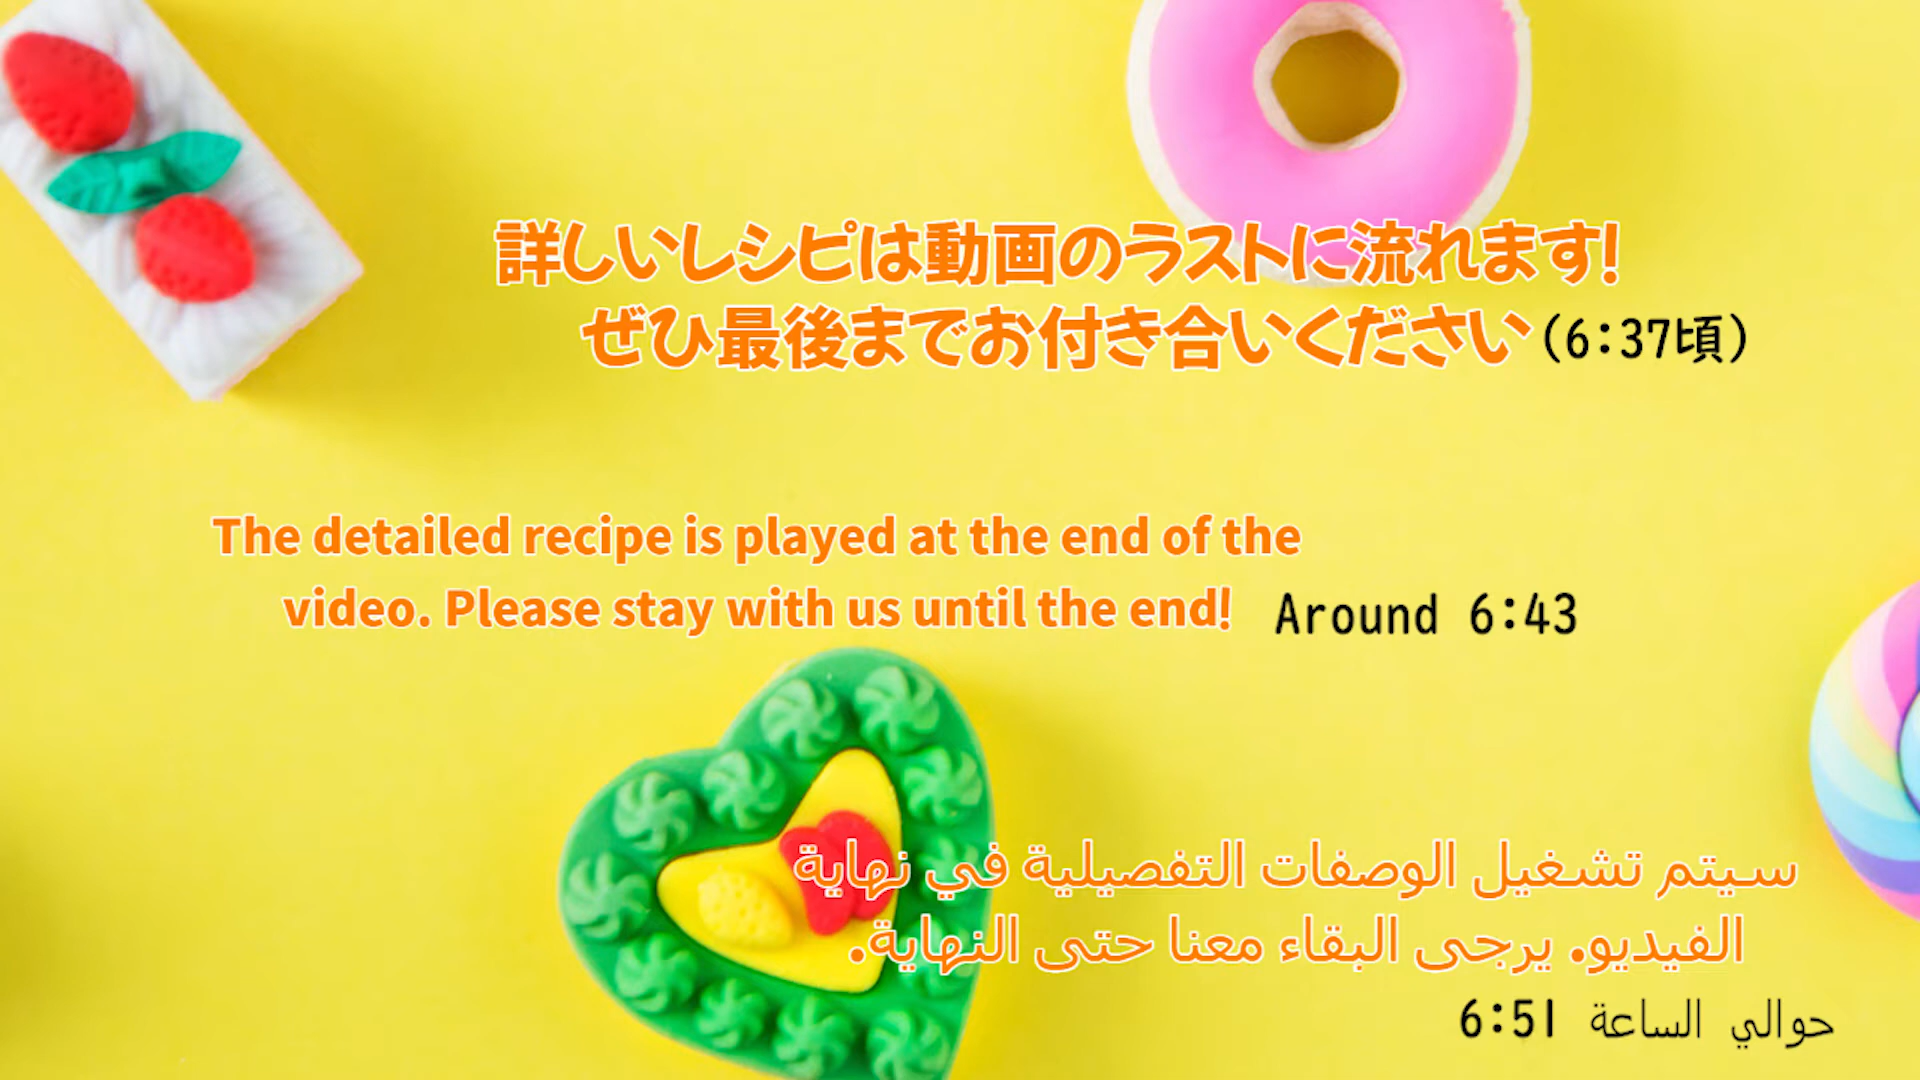 詳しいレシピは動画のラストに流れます!
ぜひ最後までお付き合いください(6:37頃)
The detailed recipe is played at the end of the
video. Please stay with us until the end! Around 6:43
سيتم تشغيل الوصفات التفصيلية في نهاية
الفيديو. يرجى البقاء معنا حتى النهاية.
حوالي الساعة 6:51